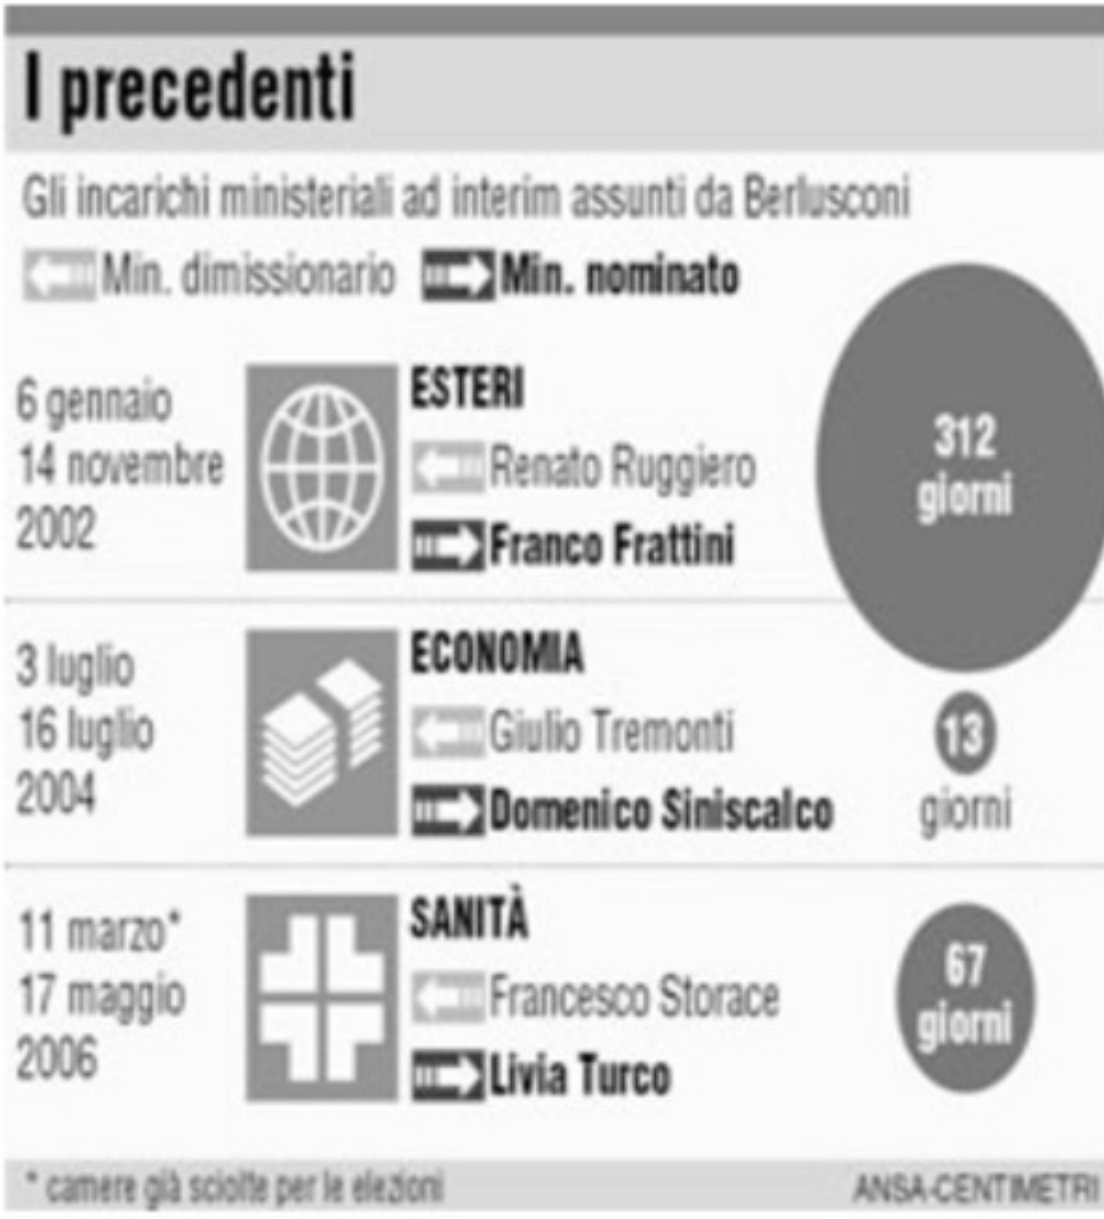 I precedenti
Gli incarichi ministeriali ad interim assunti da Berlusconi
Min. dimissionario Min. nominato
6 gennaio
14 novembre
2002
ESTERI
Renato Ruggiero
Franco Frattini
312
giorni
3 luglio
16 luglio
2004
ECONOMIA
Giulio Tremonti
Domenico Siniscalco
13
giorni
11 marzo*
17 maggio
2006
SANITÀ
Francesco Storace
Livia Turco
67
giorni
* camere già sciolte per le elezioni
ANSA-CENTIMETRI